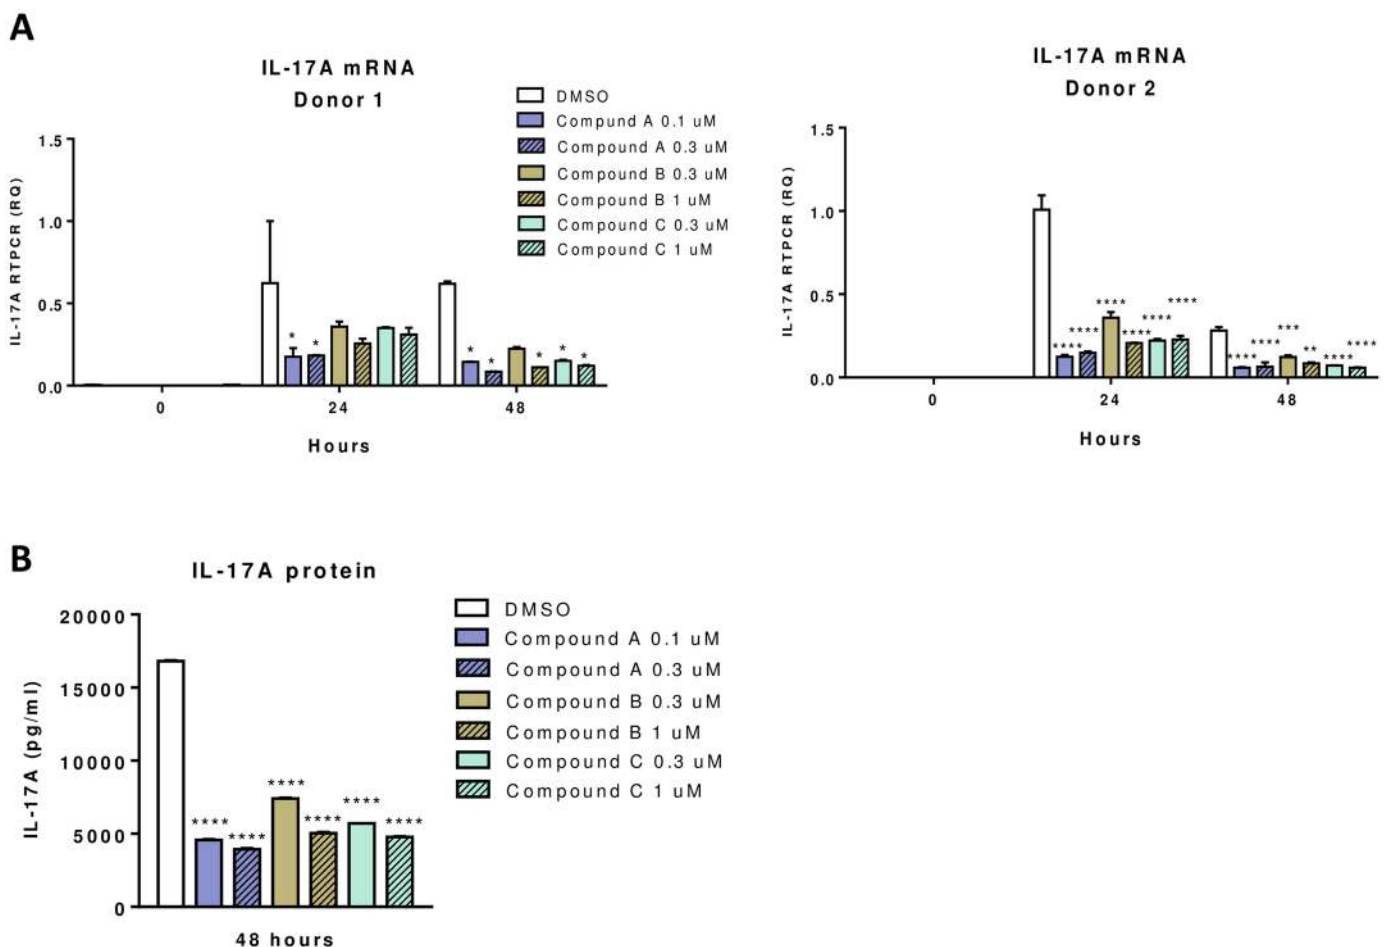 A
IL-17A mRNA
Donor 1
DMSO
Compund A 0.1 uM
Compound A 0.3 uM
Compound B 0.3 uM
Compound B 1 uM
Compound C 0.3 uM
Compound C 1 uM
IL-17A RTPCR (RQ)
1.5
1.0
0.5
0.0
* * * * * * *
0 24 48
Hours
IL-17A mRNA
Donor 2
IL-17A RTPCR (RQ)
1.5
1.0
0.5
0.0
**** **** **** **** **** ****
**** **** *** ** **** ****
0 24 48
Hours
B
IL-17A protein
IL-17A (pg/ml)
20000
15000
10000
5000
0
**** **** **** **** **** ****
48 hours
DMSO
Compound A 0.1 uM
Compound A 0.3 uM
Compound B 0.3 uM
Compound B 1 uM
Compound C 0.3 uM
Compound C 1 uM